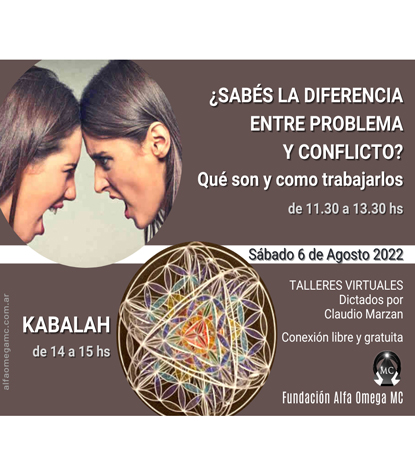 ¿SABÉS LA DIFERENCIA
ENTRE PROBLEMA
Y CONFLICTO?
Qué son y como trabajarlos
de 11.30 a 13.30 hs
Sábado 6 de Agosto 2022
KABALAH
de 14 a 15 hs
TALLERES VIRTUALES
Dictados por
Claudio Marzan
Conexión libre y gratuita
MC
Fundación Alfa Omega MC
alfaomegamc.com.ar